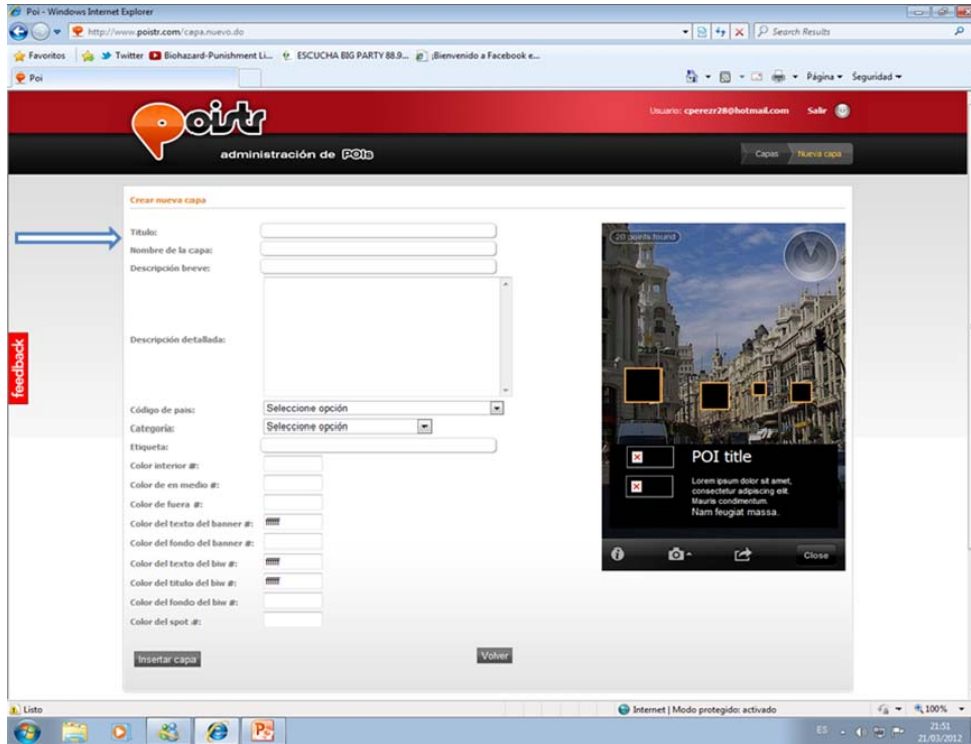 Poi - Windows Internet Explorer
http://www.poistr.com/capa.nuevo.do
Search Results
Favoritos
Twitter
Biohazard-Punishment Li...
ESCUCHA BIG PARTY 88.9...
¡Bienvenido a Facebook e...
Poi
Página
Seguridad
poistr
Usuario: cperezr28@hotmail.com
Salir
administración de POIs
Capas
Nueva capa
Crear nueva capa
Título:
Nombre de la capa:
Descripción breve:
Descripción detallada:
Código de pais: Seleccione opción
Categoría: Seleccione opción
Etiqueta:
Color interior #:
Color de en medio #:
Color de fuera #:
Color del texto del banner #: ffffff
Color del fondo del banner #:
Color del texto del biw #: ffffff
Color del titulo del biw #: ffffff
Color del fondo del biw #:
Color del spot #:
Insertar capa
Volver
feedback
20 points found
POI title
Lorem ipsum dolor sit amet,
consectetur adipiscing elit.
Mauris condimentum.
Nam feugiat massa.
Close
Listo
Internet | Modo protegido: activado
100%
ES
21:51
21/03/2012